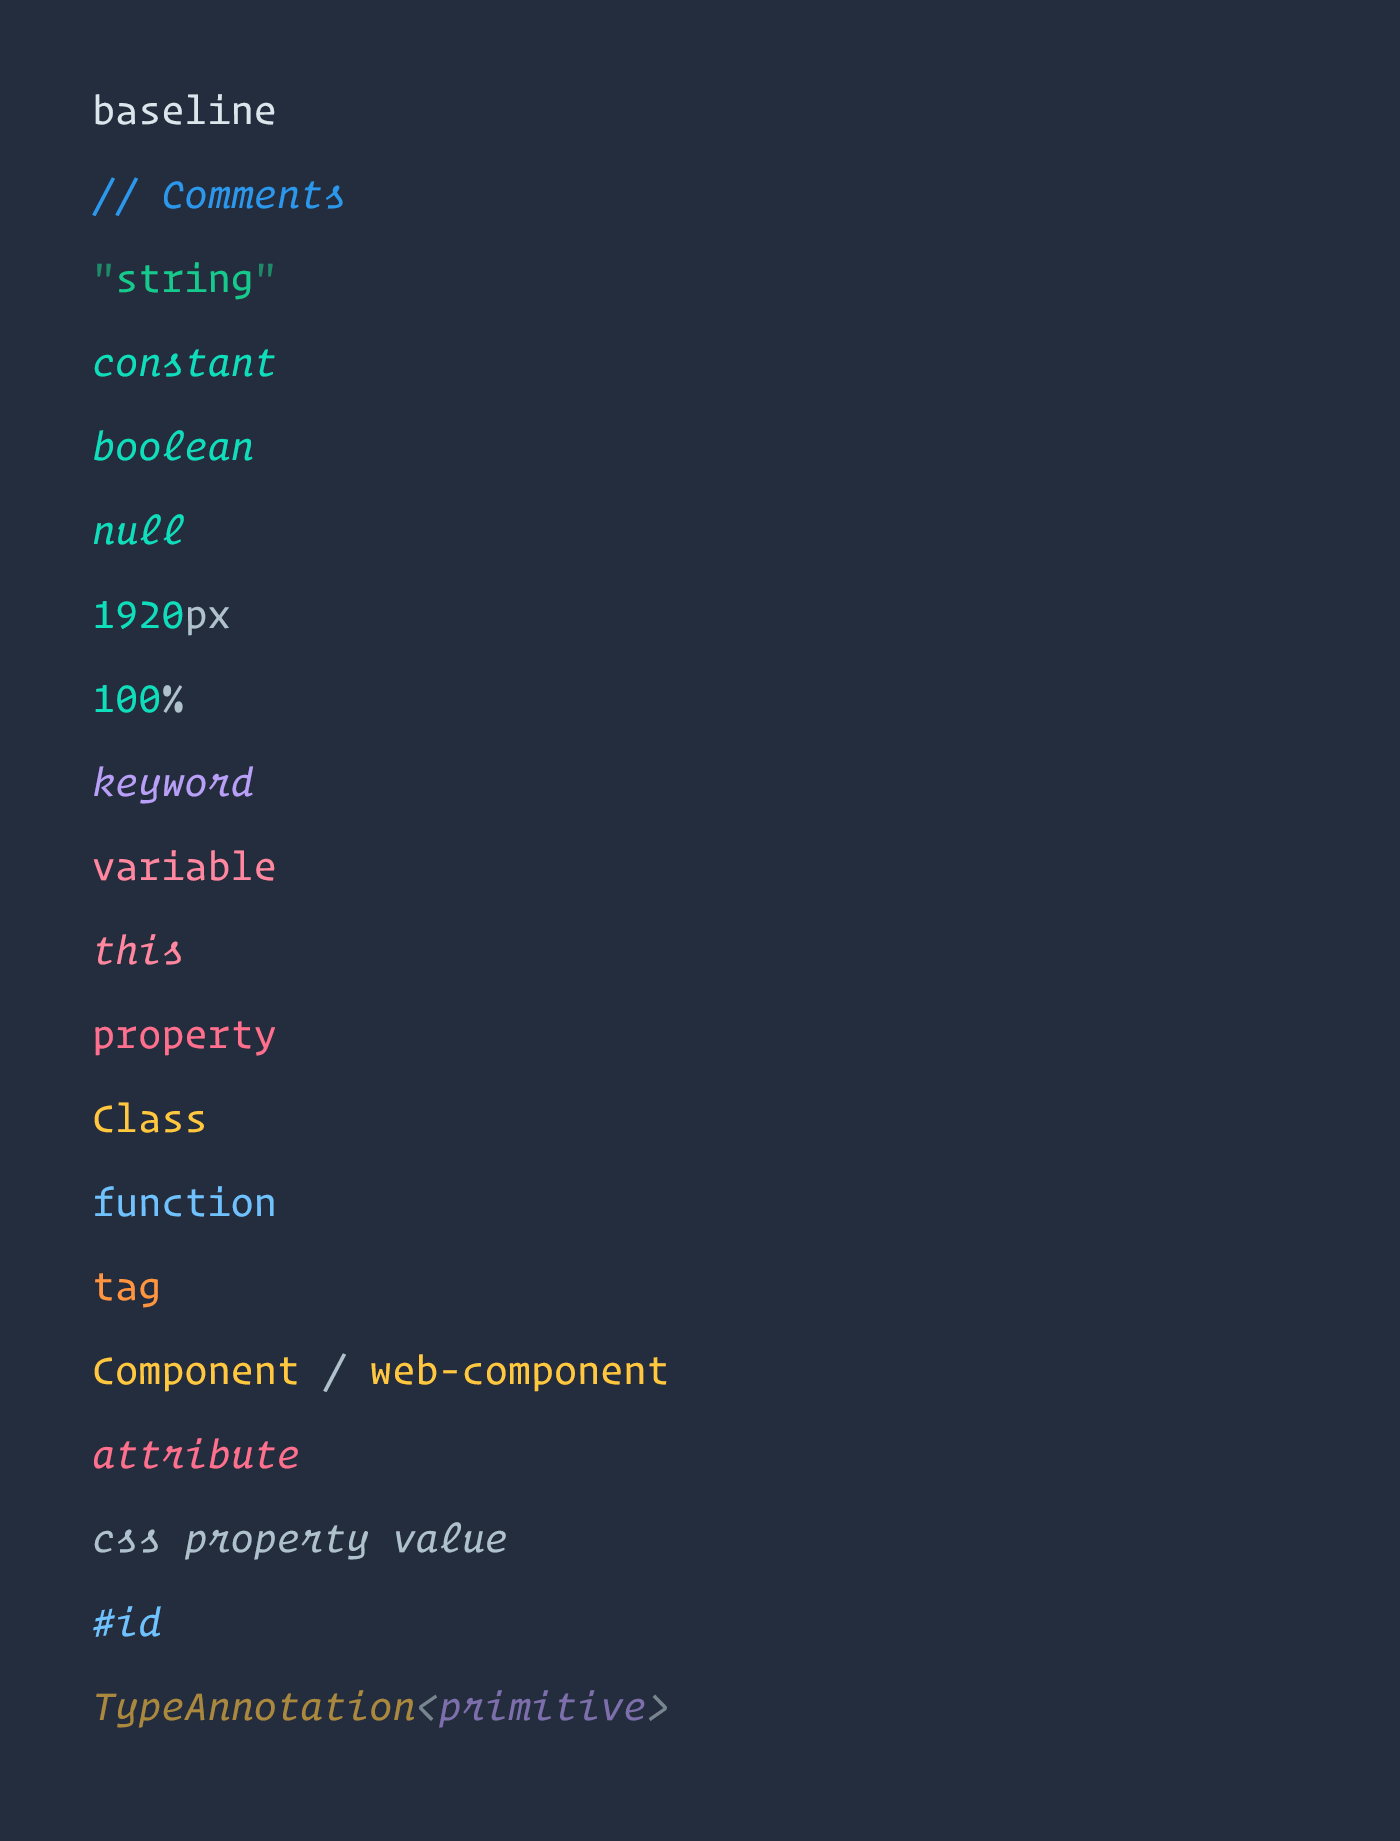 baseline
// Comments
"string"
constant
boolean
null
1920px
100%
keyword
variable
this
property
Class
function
tag
Component / web-component
attribute
css property value
#id
TypeAnnotation<primitive>